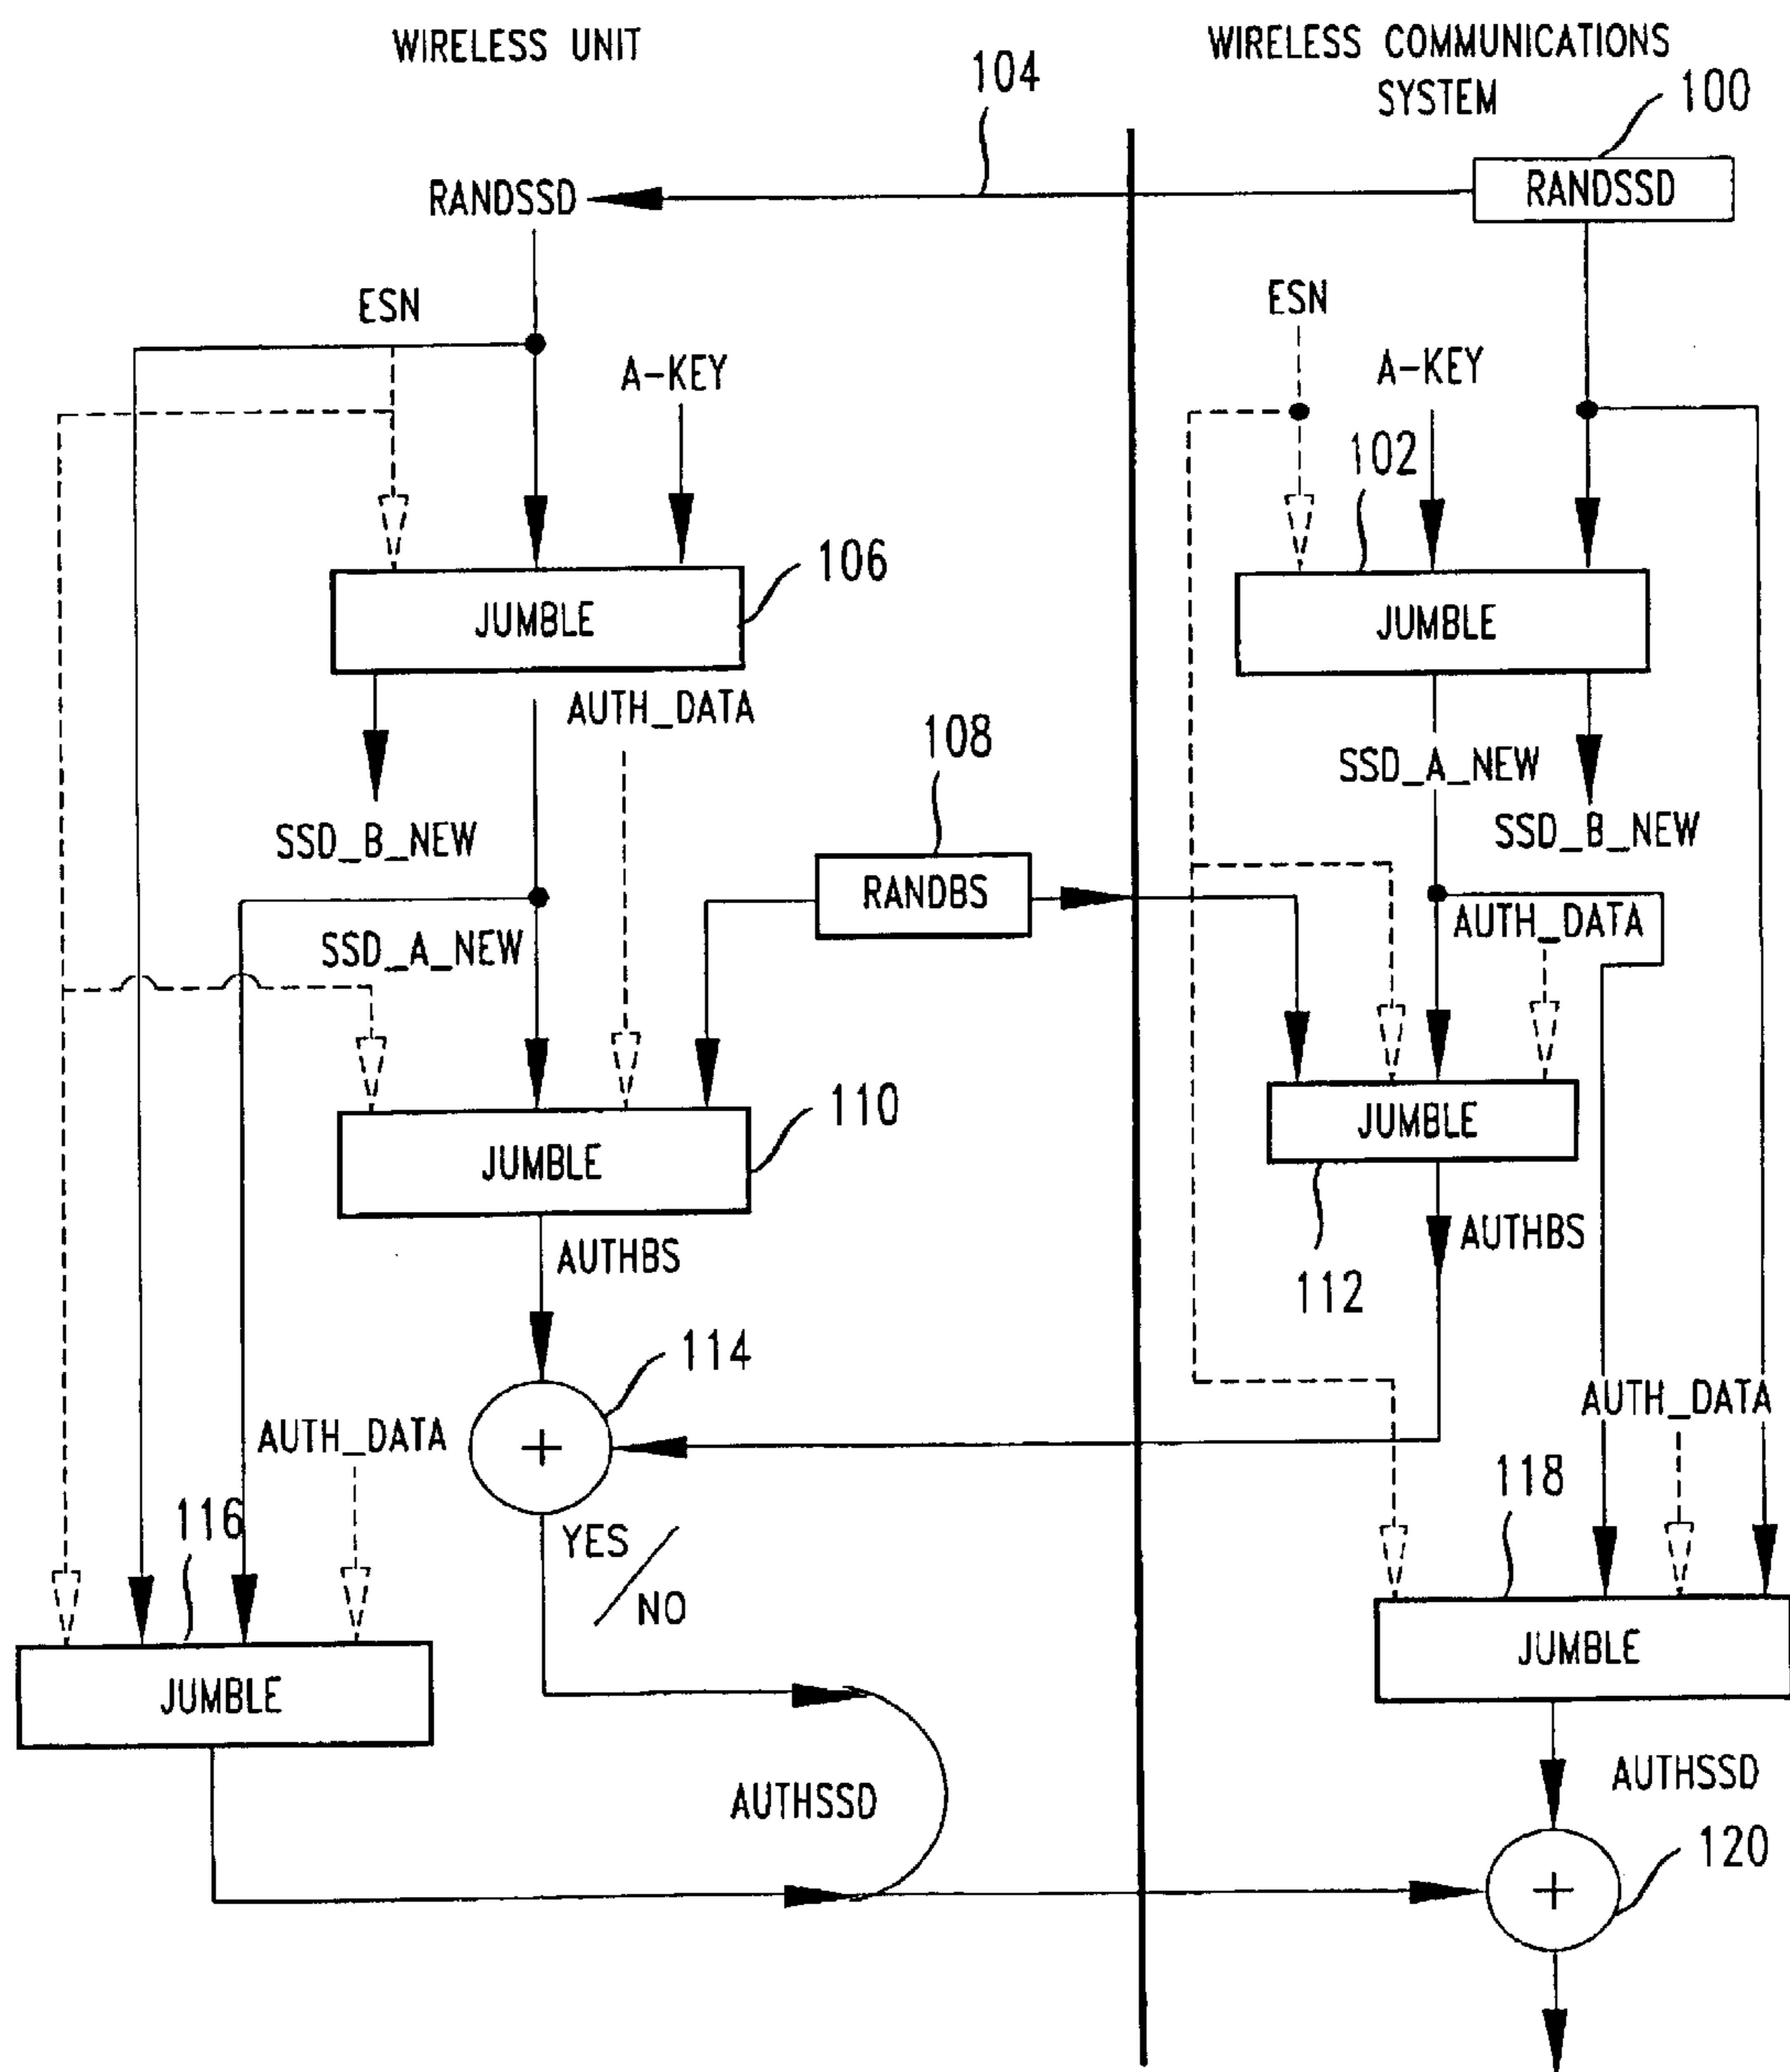 WIRELESS UNIT
WIRELESS COMMUNICATIONS
SYSTEM
104
100
RANDSSD
RANDSSD
ESN
ESN
A-KEY
A-KEY
102
106
JUMBLE
JUMBLE
AUTH_DATA
108
SSD_A_NEW
SSD_B_NEW
SSD_B_NEW
RANDBS
SSD_A_NEW
AUTH_DATA
110
JUMBLE
JUMBLE
AUTHBS
AUTHBS
112
114
+
AUTH_DATA
AUTH_DATA
116
118
YES
/
NO
JUMBLE
JUMBLE
AUTHSSD
AUTHSSD
120
+